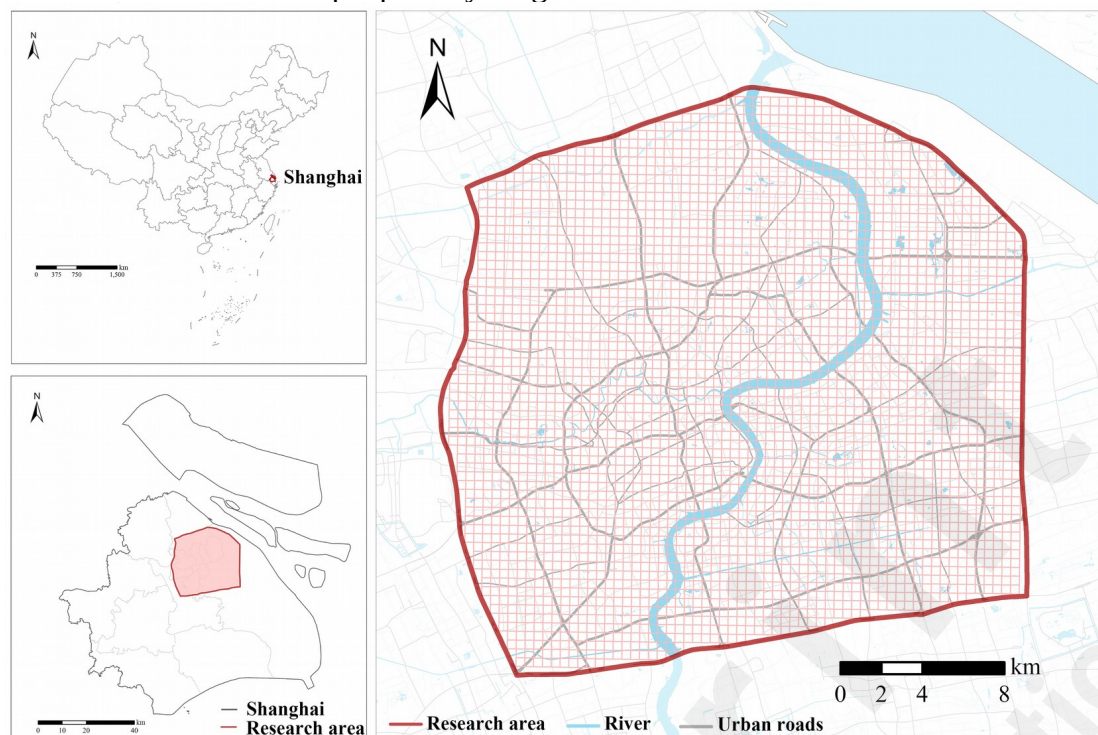 N
Shanghai
0 375 750 1,500 km
N
0 10 20 40 km
Shanghai
Research area
N
km
0 2 4 8
Research area River Urban roads